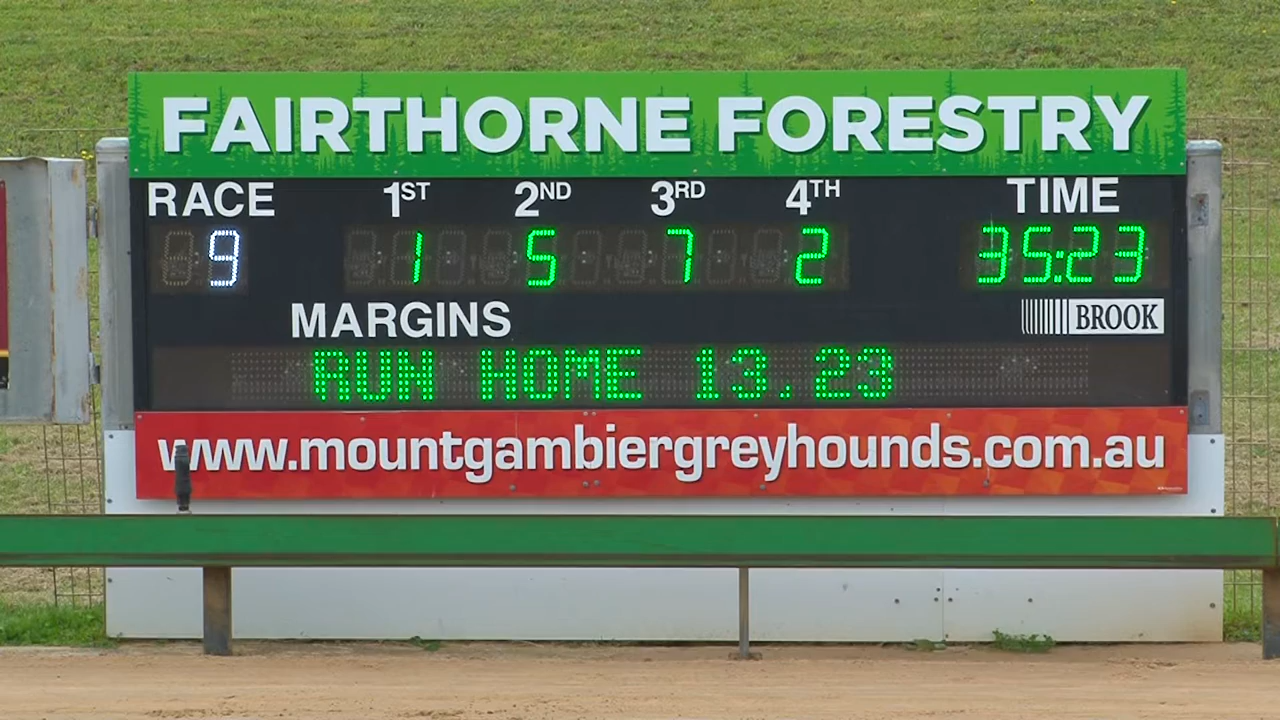 FAIRTHORNE FORESTRY
RACE 1ST 2ND 3RD 4TH TIME
9 1 5 7 2 35:23
MARGINS
BROOK
RUN HOME 13.23
www.mountgambiergreyhounds.com.au